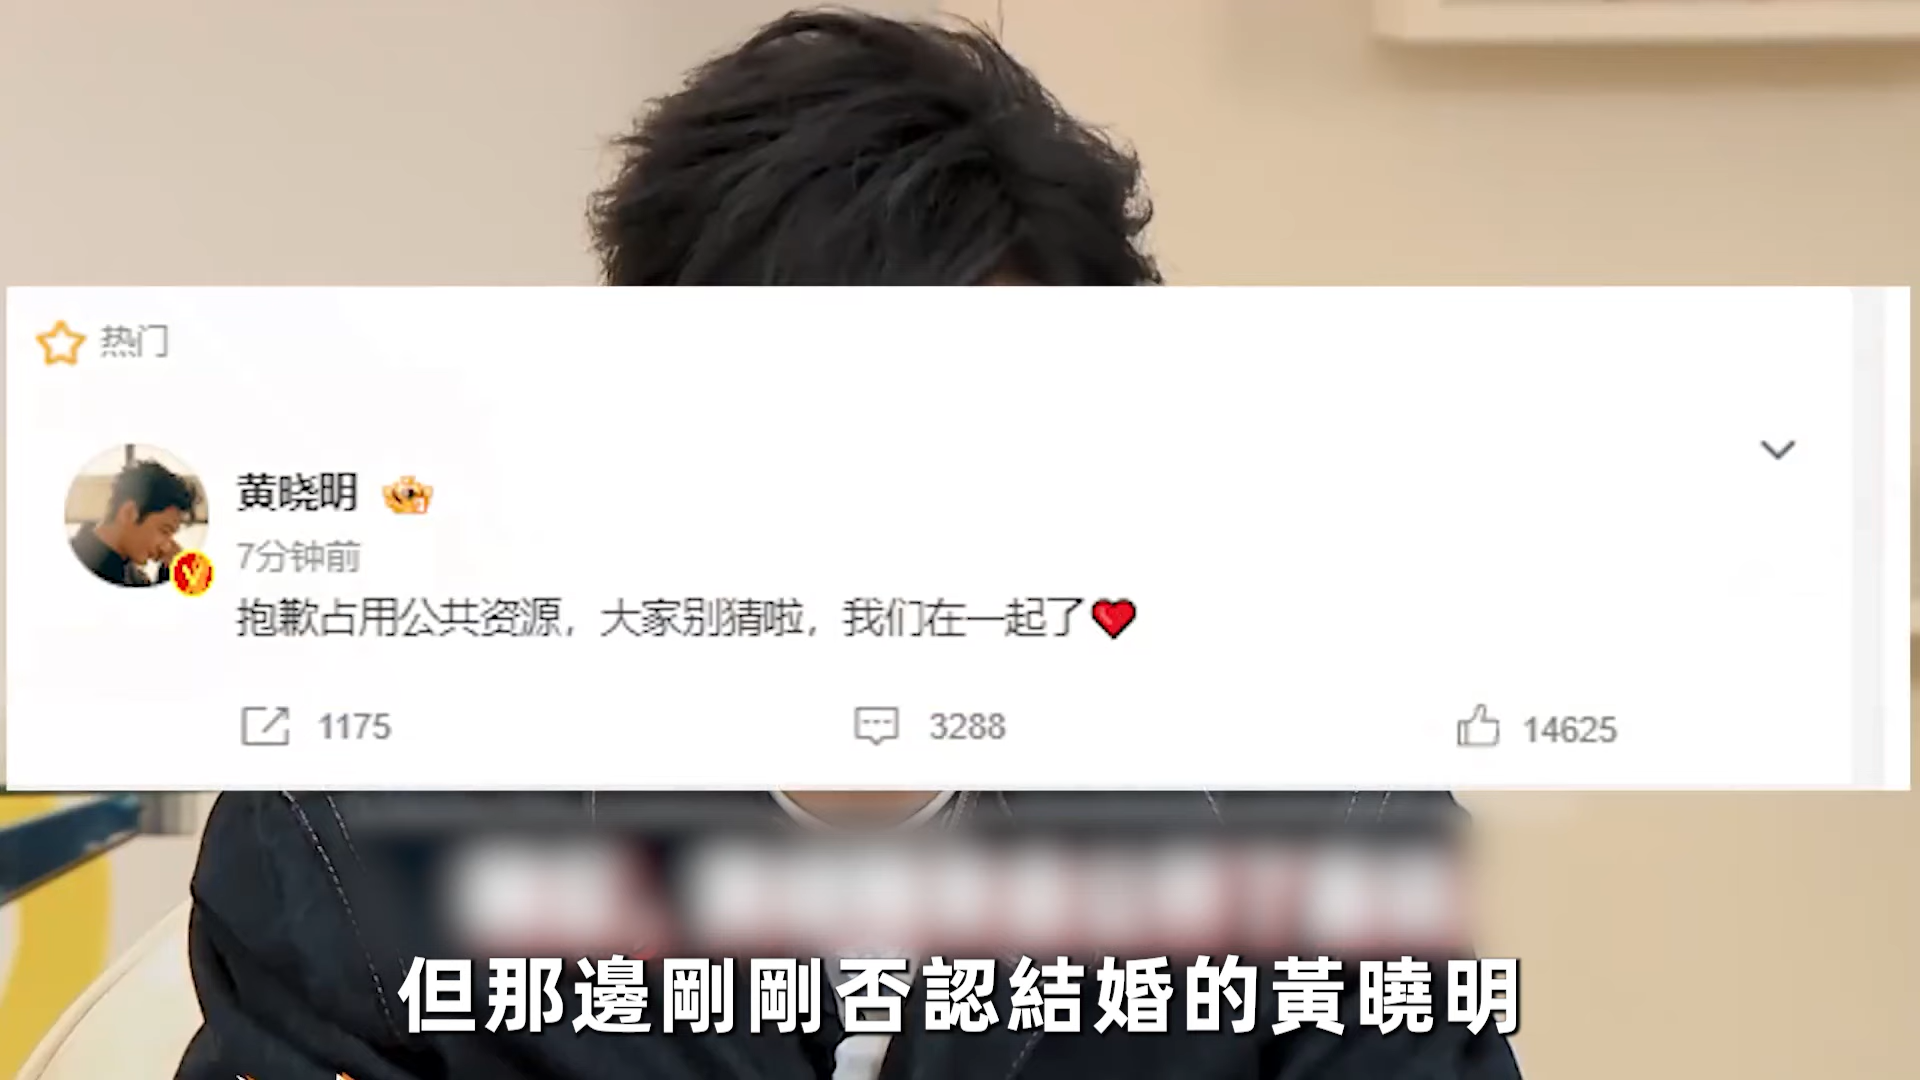 热门
黄晓明
7分钟前
抱歉占用公共资源，大家别猜啦，我们在一起了❤
1175
3288
14625
但那邊剛剛否認結婚的黃曉明